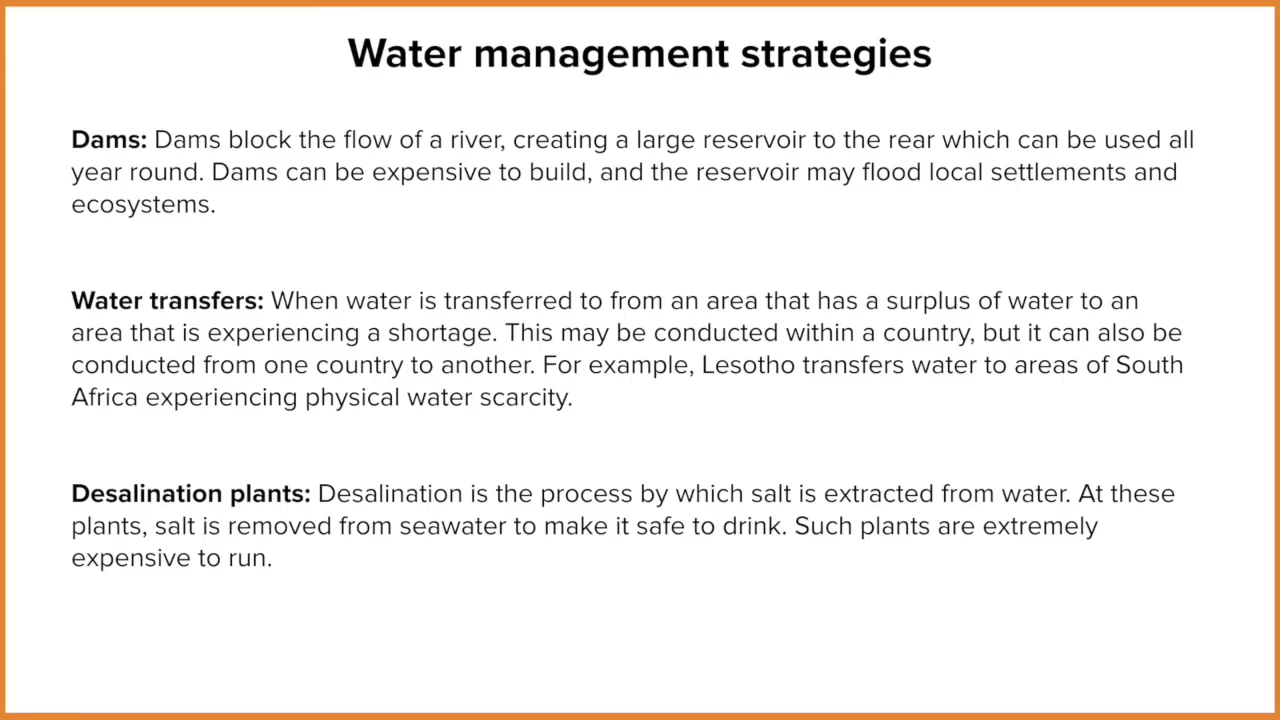 Water management strategies
Dams: Dams block the flow of a river, creating a large reservoir to the rear which can be used all
year round. Dams can be expensive to build, and the reservoir may flood local settlements and
ecosystems.
Water transfers: When water is transferred to from an area that has a surplus of water to an
area that is experiencing a shortage. This may be conducted within a country, but it can also be
conducted from one country to another. For example, Lesotho transfers water to areas of South
Africa experiencing physical water scarcity.
Desalination plants: Desalination is the process by which salt is extracted from water. At these
plants, salt is removed from seawater to make it safe to drink. Such plants are extremely
expensive to run.